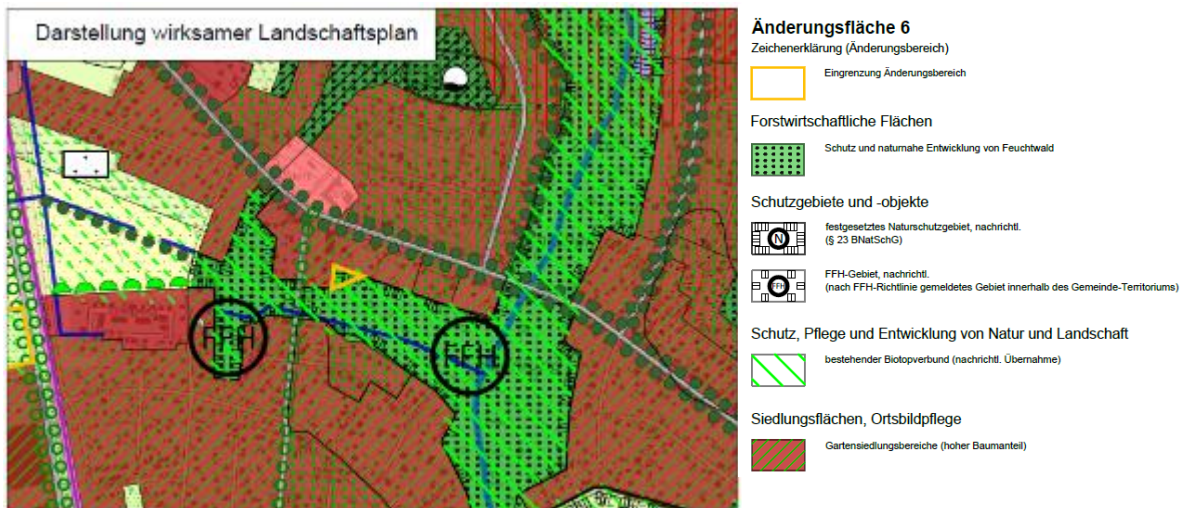 Darstellung wirksamer Landschaftsplan
FFH
FFH
Änderungsfläche 6
Zeichenerklärung (Änderungsbereich)
Eingrenzung Änderungsbereich
Forstwirtschaftliche Flächen
Schutz und naturnahe Entwicklung von Feuchtwald
Schutzgebiete und -objekte
N
festgesetztes Naturschutzgebiet, nachrichtl.
(§ 23 BNatSchG)
FFH
FFH-Gebiet, nachrichtl.
(nach FFH-Richtlinie gemeldetes Gebiet innerhalb des Gemeinde-Territoriums)
Schutz, Pflege und Entwicklung von Natur und Landschaft
bestehender Biotopverbund (nachrichtl. Übernahme)
Siedlungsflächen, Ortsbildpflege
Gartensiedlungsbereiche (hoher Baumanteil)